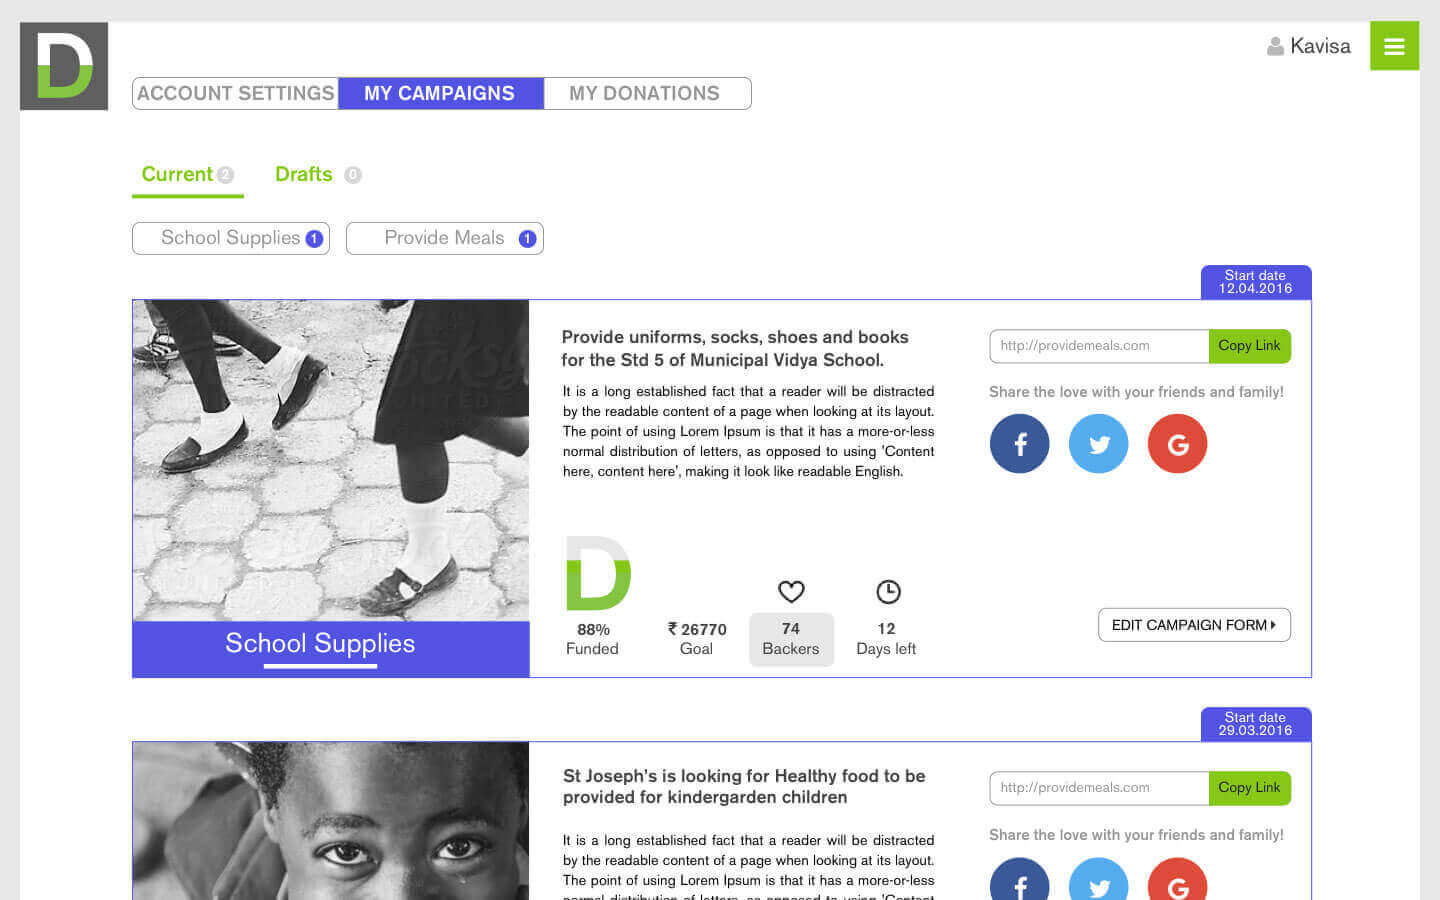 D
Kavisa
ACCOUNT SETTINGS MY CAMPAIGNS MY DONATIONS
Current 2 Drafts 0
School Supplies 1 Provide Meals 1
Start date
12.04.2016
Provide uniforms, socks, shoes and books
for the Std 5 of Municipal Vidya School.
It is a long established fact that a reader will be distracted
by the readable content of a page when looking at its layout.
The point of using Lorem Ipsum is that it has a more-or-less
normal distribution of letters, as opposed to using 'Content
here, content here', making it look like readable English.
http://providemeals.com Copy Link
Share the love with your friends and family!
f G
D
88% ₹ 26770 74 12
Funded Goal Backers Days left
EDIT CAMPAIGN FORM
School Supplies
Start date
29.03.2016
St Joseph's is looking for Healthy food to be
provided for kindergarden children
It is a long established fact that a reader will be distracted
by the readable content of a page when looking at its layout.
The point of using Lorem Ipsum is that it has a more-or-less
normal distribution of letters, as opposed to using 'Content
http://providemeals.com Copy Link
Share the love with your friends and family!
f G